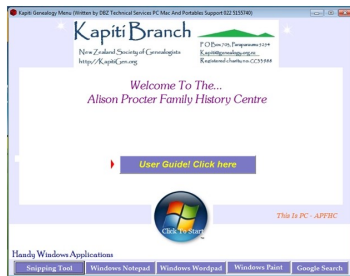 Kapiti Genealogy Menu (Written by DBZ Technical Services PC Mac And Portables Support 022 5155740)
Kapiti Branch
New Zealand Society of Genealogists
http://KapitiGen.org
P O Box 705, Paraparaumu 5254
Kapiti@genealogy.org.nz
Registered charity no. CC53988
Welcome To The...
Alison Procter Family History Centre
User Guide! Click here
Click To Start
This Is PC - APFHC
Handy Windows Applications
Snipping Tool
Windows Notepad
Windows Wordpad
Windows Paint
Google Search